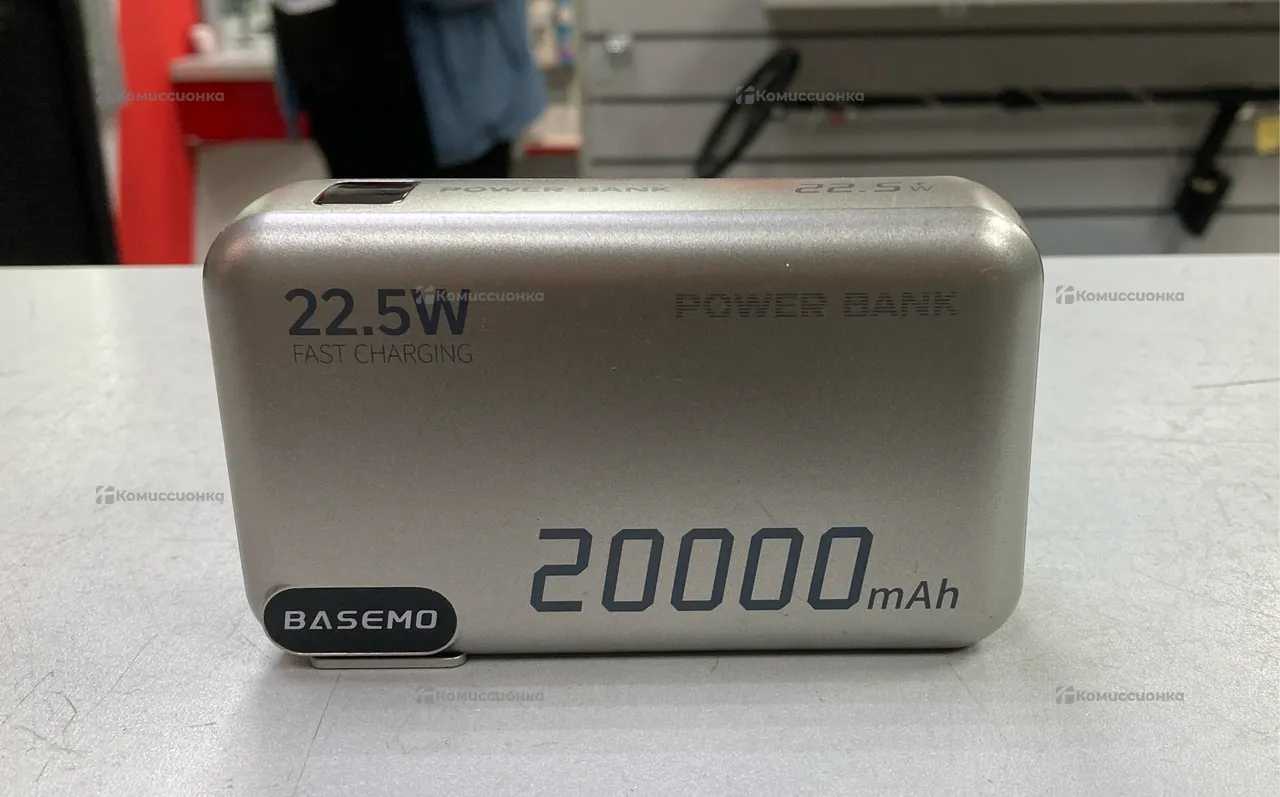 Комиссионка
Комиссионка
POWER BANK 22.5W
22.5W
FAST CHARGING
POWER BANK
Комиссионка
Комиссионка
Комиссионка
20000mAh
BASEMO
Комиссионка
Комиссионка